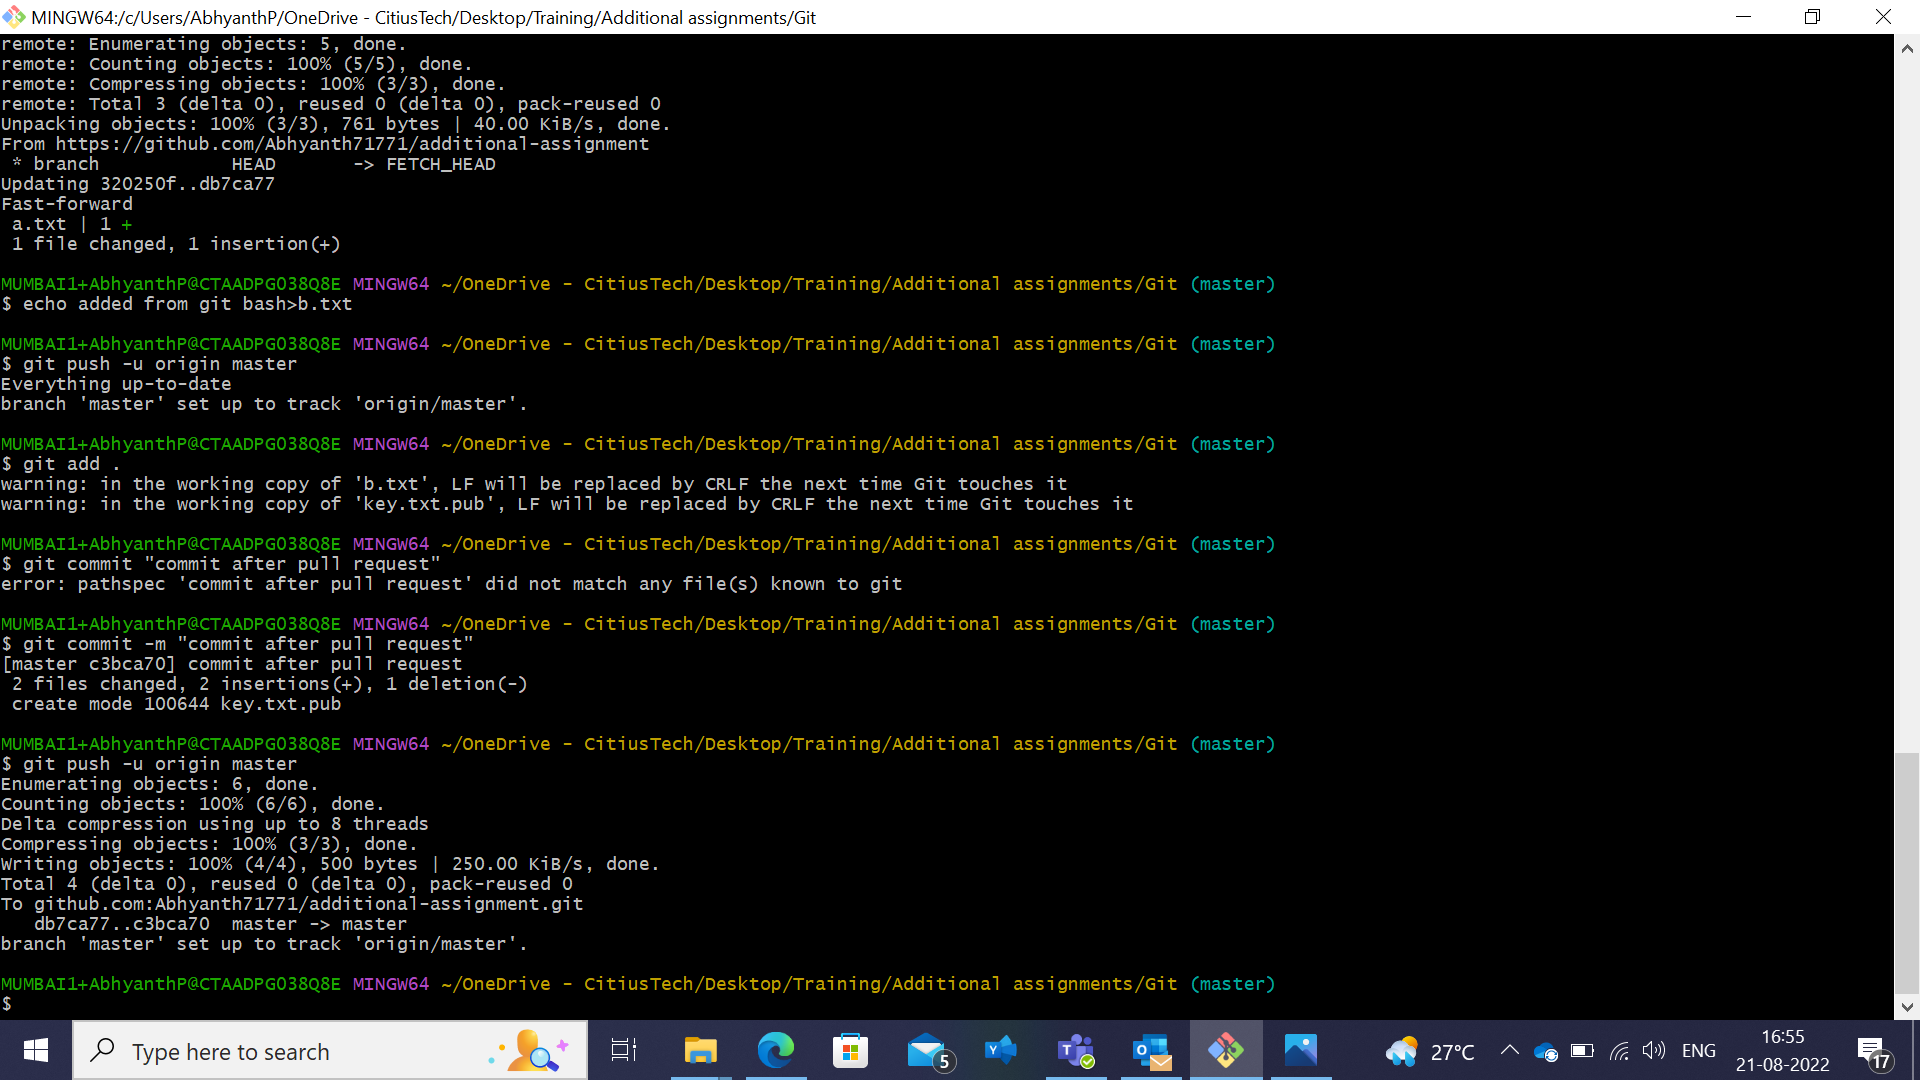 MINGW64:/c/Users/AbhyanthP/OneDrive - CitiusTech/Desktop/Training/Additional assignments/Git
remote: Enumerating objects: 5, done.
remote: Counting objects: 100% (5/5), done.
remote: Compressing objects: 100% (3/3), done.
remote: Total 3 (delta 0), reused 0 (delta 0), pack-reused 0
Unpacking objects: 100% (3/3), 761 bytes | 40.00 KiB/s, done.
From https://github.com/Abhyanth71771/additional-assignment
 * branch            HEAD       -> FETCH_HEAD
Updating 320250f..db7ca77
Fast-forward
 a.txt | 1 +
 1 file changed, 1 insertion(+)
MUMBAI1+AbhyanthP@CTAADPG038Q8E MINGW64 ~/OneDrive - CitiusTech/Desktop/Training/Additional assignments/Git (master)
$ echo added from git bash>b.txt
MUMBAI1+AbhyanthP@CTAADPG038Q8E MINGW64 ~/OneDrive - CitiusTech/Desktop/Training/Additional assignments/Git (master)
$ git push -u origin master
Everything up-to-date
branch 'master' set up to track 'origin/master'.
MUMBAI1+AbhyanthP@CTAADPG038Q8E MINGW64 ~/OneDrive - CitiusTech/Desktop/Training/Additional assignments/Git (master)
$ git add .
warning: in the working copy of 'b.txt', LF will be replaced by CRLF the next time Git touches it
warning: in the working copy of 'key.txt.pub', LF will be replaced by CRLF the next time Git touches it
MUMBAI1+AbhyanthP@CTAADPG038Q8E MINGW64 ~/OneDrive - CitiusTech/Desktop/Training/Additional assignments/Git (master)
$ git commit "commit after pull request"
error: pathspec 'commit after pull request' did not match any file(s) known to git
MUMBAI1+AbhyanthP@CTAADPG038Q8E MINGW64 ~/OneDrive - CitiusTech/Desktop/Training/Additional assignments/Git (master)
$ git commit -m "commit after pull request"
[master c3bca70] commit after pull request
 2 files changed, 2 insertions(+), 1 deletion(-)
 create mode 100644 key.txt.pub
MUMBAI1+AbhyanthP@CTAADPG038Q8E MINGW64 ~/OneDrive - CitiusTech/Desktop/Training/Additional assignments/Git (master)
$ git push -u origin master
Enumerating objects: 6, done.
Counting objects: 100% (6/6), done.
Delta compression using up to 8 threads
Compressing objects: 100% (3/3), done.
Writing objects: 100% (4/4), 500 bytes | 250.00 KiB/s, done.
Total 4 (delta 0), reused 0 (delta 0), pack-reused 0
To github.com:Abhyanth71771/additional-assignment.git
   db7ca77..c3bca70  master -> master
branch 'master' set up to track 'origin/master'.
MUMBAI1+AbhyanthP@CTAADPG038Q8E MINGW64 ~/OneDrive - CitiusTech/Desktop/Training/Additional assignments/Git (master)
$
Type here to search
5
Y
T
O
27°C
ENG
16:55
21-08-2022
17